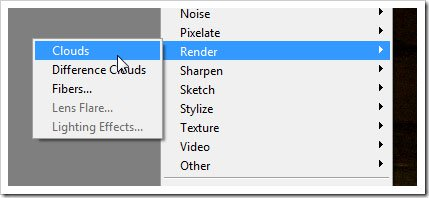 Noise
Pixelate
Render
Clouds
Difference Clouds
Fibers...
Lens Flare...
Lighting Effects...
Sharpen
Sketch
Stylize
Texture
Video
Other